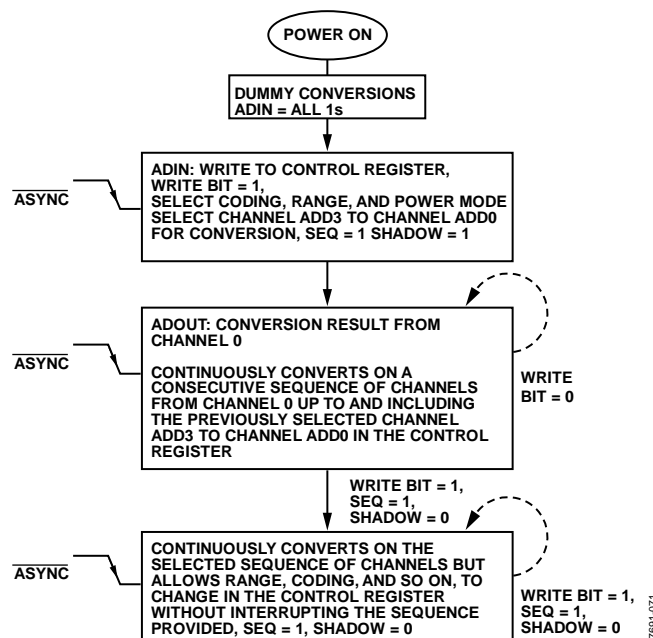 POWER ON
DUMMY CONVERSIONS
ADIN = ALL 1s
ASYNC
ADIN: WRITE TO CONTROL REGISTER,
WRITE BIT = 1,
SELECT CODING, RANGE, AND POWER MODE
SELECT CHANNEL ADD3 TO CHANNEL ADD0
FOR CONVERSION, SEQ = 1 SHADOW = 1
ASYNC
ADOUT: CONVERSION RESULT FROM
CHANNEL 0
CONTINUOUSLY CONVERTS ON A
CONSECUTIVE SEQUENCE OF CHANNELS
FROM CHANNEL 0 UP TO AND INCLUDING
THE PREVIOUSLY SELECTED CHANNEL
ADD3 TO CHANNEL ADD0 IN THE CONTROL
REGISTER
WRITE
BIT = 0
WRITE BIT = 1,
SEQ = 1,
SHADOW = 0
ASYNC
CONTINUOUSLY CONVERTS ON THE
SELECTED SEQUENCE OF CHANNELS BUT
ALLOWS RANGE, CODING, AND SO ON, TO
CHANGE IN THE CONTROL REGISTER
WITHOUT INTERRUPTING THE SEQUENCE
PROVIDED, SEQ = 1, SHADOW = 0
WRITE BIT = 1,
SEQ = 1,
SHADOW = 0